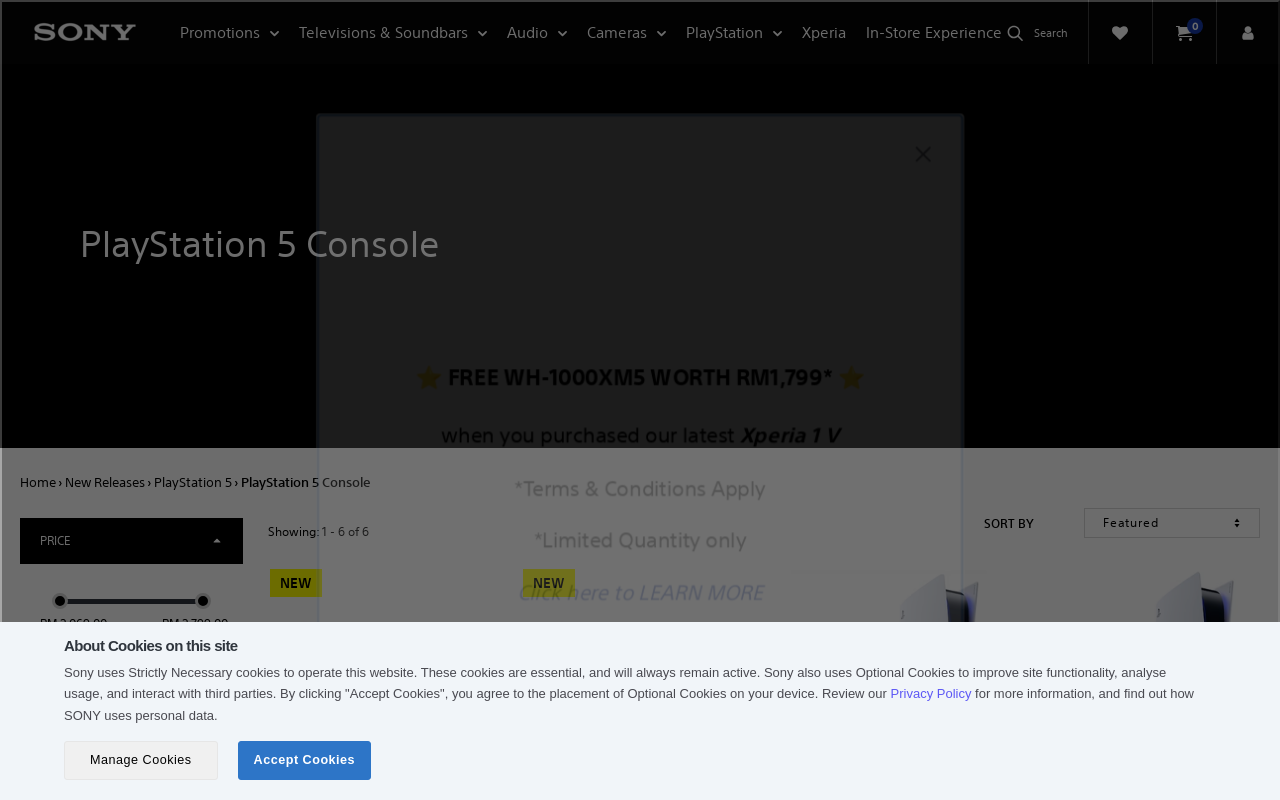 SONY Promotions Televisions & Soundbars Audio Cameras PlayStation Xperia In-Store Experience Search 0
PlayStation 5 Console
⭐ FREE WH-1000XM5 WORTH RM1,799* ⭐
when you purchased our latest Xperia 1 V
Home › New Releases › PlayStation 5 › PlayStation 5 Console
*Terms & Conditions Apply
PRICE
Showing: 1 - 6 of 6
SORT BY Featured
*Limited Quantity only
NEW NEW
Click here to LEARN MORE
About Cookies on this site
Sony uses Strictly Necessary cookies to operate this website. These cookies are essential, and will always remain active. Sony also uses Optional Cookies to improve site functionality, analyse
usage, and interact with third parties. By clicking "Accept Cookies", you agree to the placement of Optional Cookies on your device. Review our Privacy Policy for more information, and find out how
SONY uses personal data.
Manage Cookies Accept Cookies